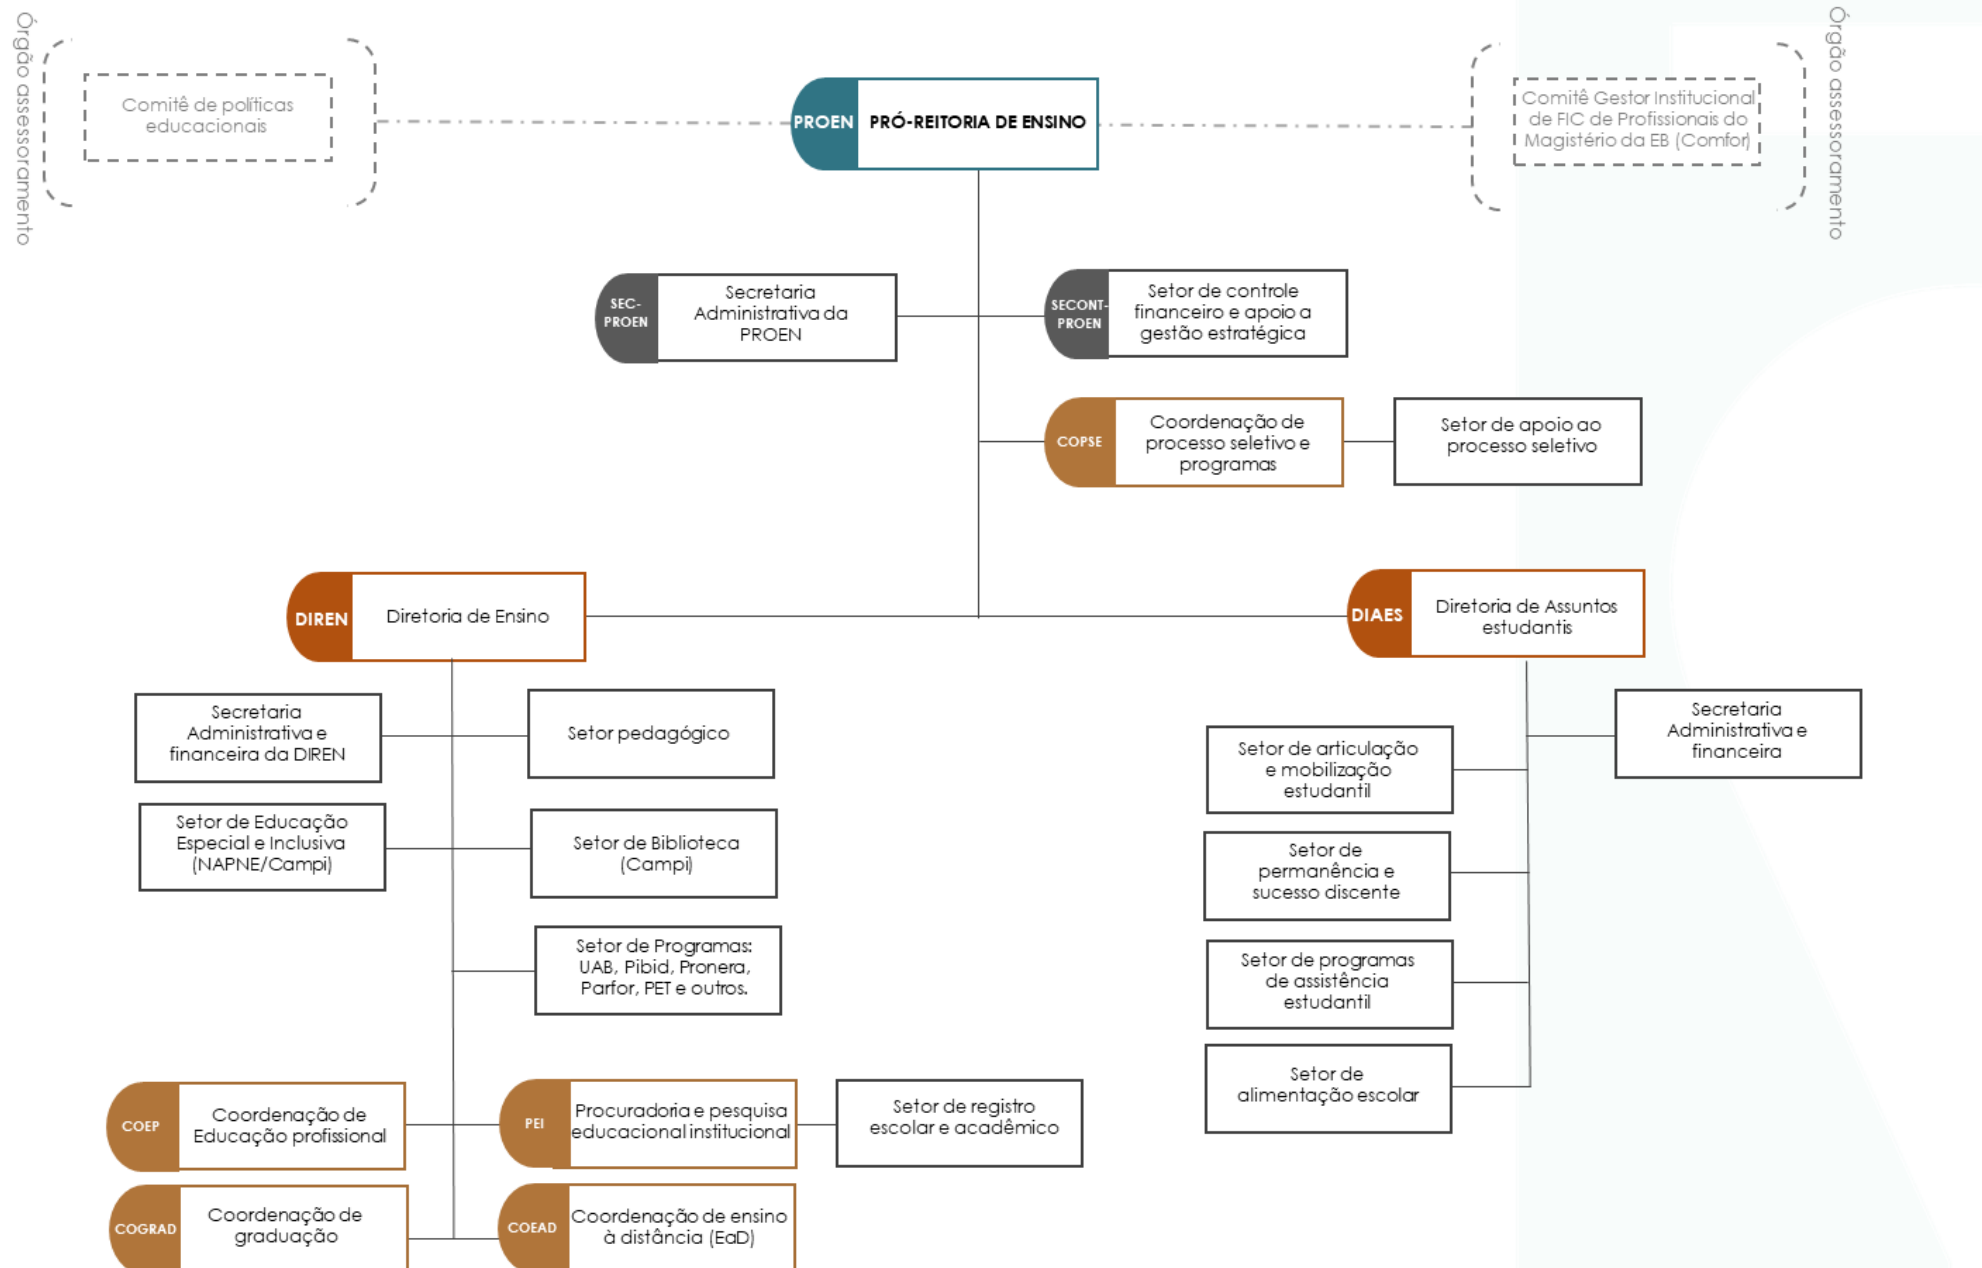 Órgão assessoramento
Comitê de políticas
educacionais
PROEN
PRÓ-REITORIA DE ENSINO
Comitê Gestor Institucional
de FIC de Profissionais do
Magistério da EB (Comfor)
Órgão assessoramento
SEC-
PROEN
Secretaria
Administrativa da
PROEN
SECONT-
PROEN
Setor de controle
financeiro e apoio a
gestão estratégica
COPSE
Coordenação de
processo seletivo e
programas
Setor de apoio ao
processo seletivo
DIREN
Diretoria de Ensino
DIAES
Diretoria de Assuntos
estudantis
Secretaria
Administrativa e
financeira da DIREN
Setor pedagógico
Setor de Educação
Especial e Inclusiva
(NAPNE/Campi)
Setor de Biblioteca
(Campi)
Setor de Programas:
UAB, Pibid, Pronera,
Parfor, PET e outros.
COEP
Coordenação de
Educação profissional
PEI
Procuradoria e pesquisa
educacional institucional
Setor de registro
escolar e acadêmico
COGRAD
Coordenação de
graduação
COEAD
Coordenação de ensino
à distância (EaD)
Secretaria
Administrativa e
financeira
Setor de articulação
e mobilização
estudantil
Setor de
permanência e
sucesso discente
Setor de programas
de assistência
estudantil
Setor de
alimentação escolar